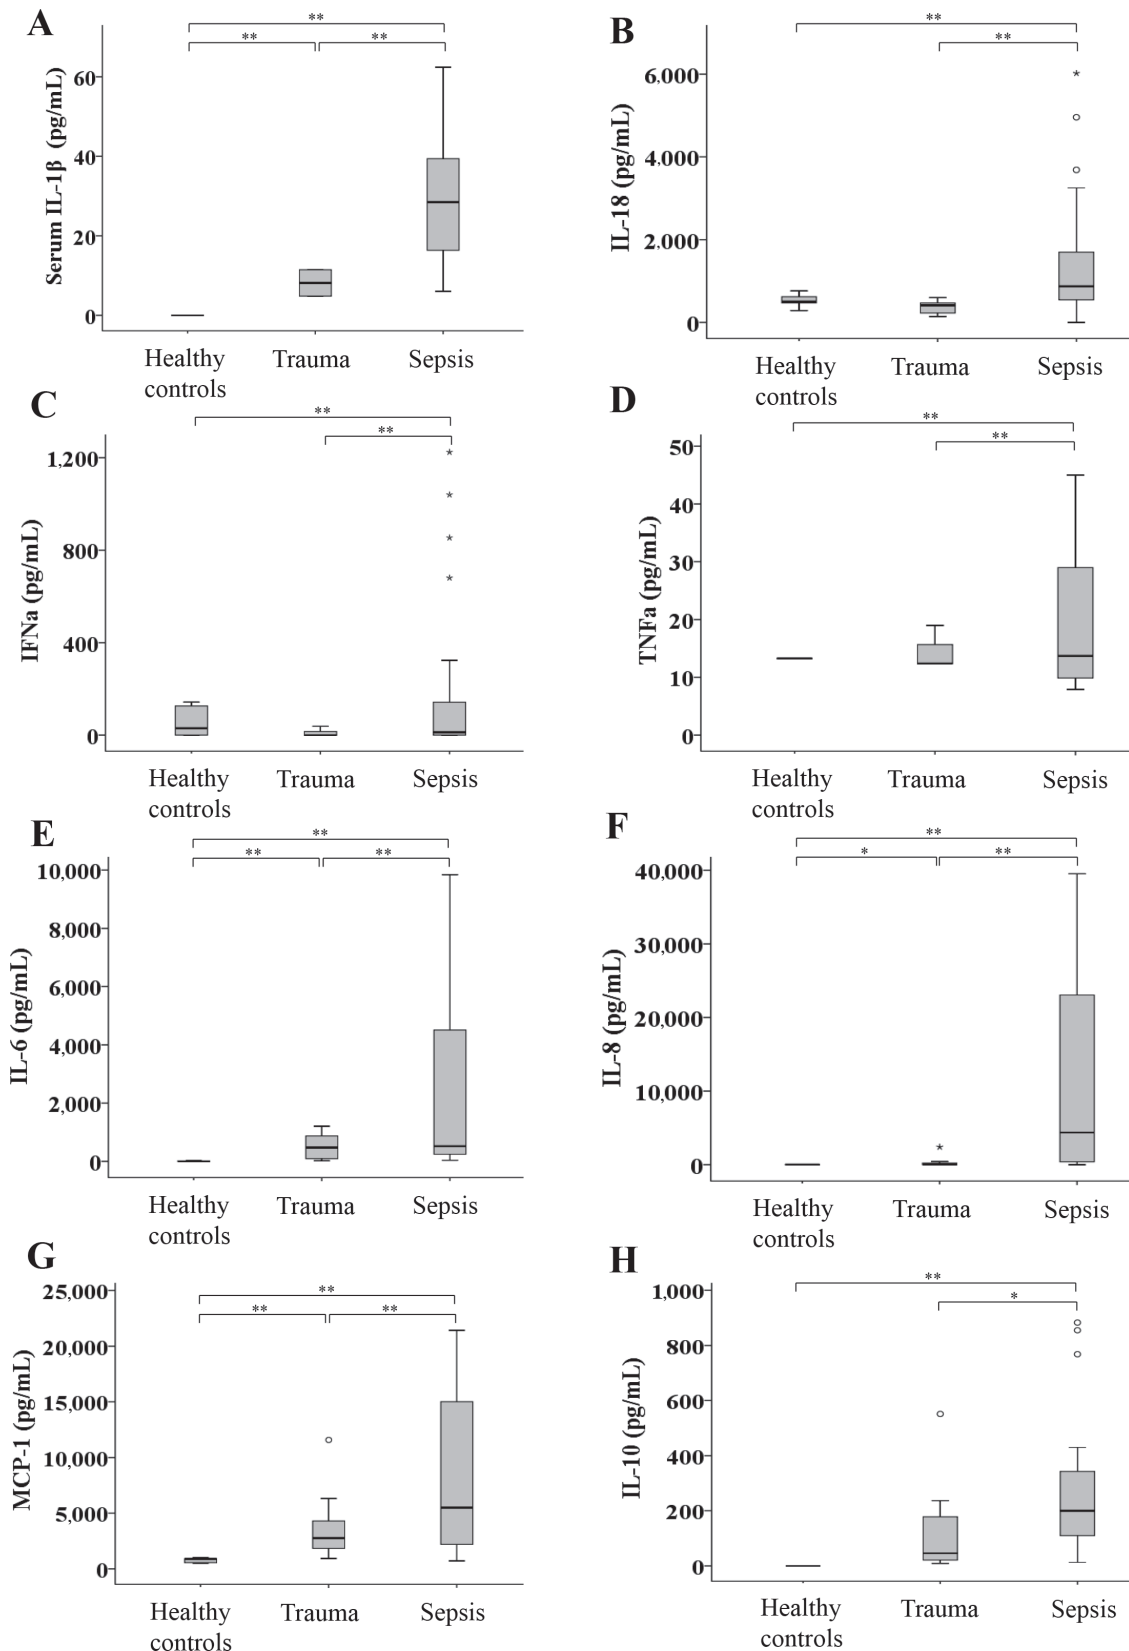 A
**
**
**
Serum IL-1β (pg/mL)
60
40
20
0
Healthy
controls
Trauma
Sepsis
B
**
**
IL-18 (pg/mL)
6,000
4,000
2,000
0
*
Healthy
controls
Trauma
Sepsis
C
**
**
IFNa (pg/mL)
1,200
800
400
0
*
*
*
*
Healthy
controls
Trauma
Sepsis
D
**
**
TNFa (pg/mL)
50
40
30
20
10
0
Healthy
controls
Trauma
Sepsis
E
**
**
**
IL-6 (pg/mL)
10,000
8,000
6,000
4,000
2,000
0
Healthy
controls
Trauma
Sepsis
F
**
*
**
IL-8 (pg/mL)
40,000
30,000
20,000
10,000
0
*
Healthy
controls
Trauma
Sepsis
G
**
**
**
MCP-1 (pg/mL)
25,000
20,000
15,000
10,000
5,000
0
Healthy
controls
Trauma
Sepsis
H
**
*
IL-10 (pg/mL)
1,000
800
600
400
200
0
Healthy
controls
Trauma
Sepsis